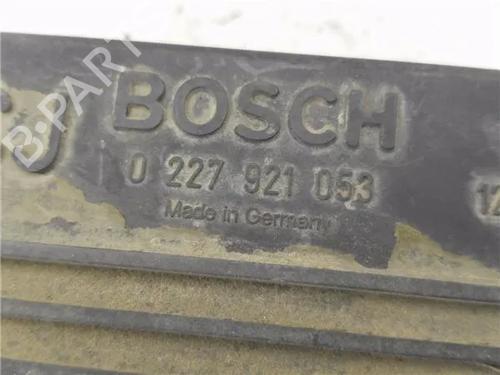 BOSCH
0 227 921 053
Made in Germany
B-PARTS